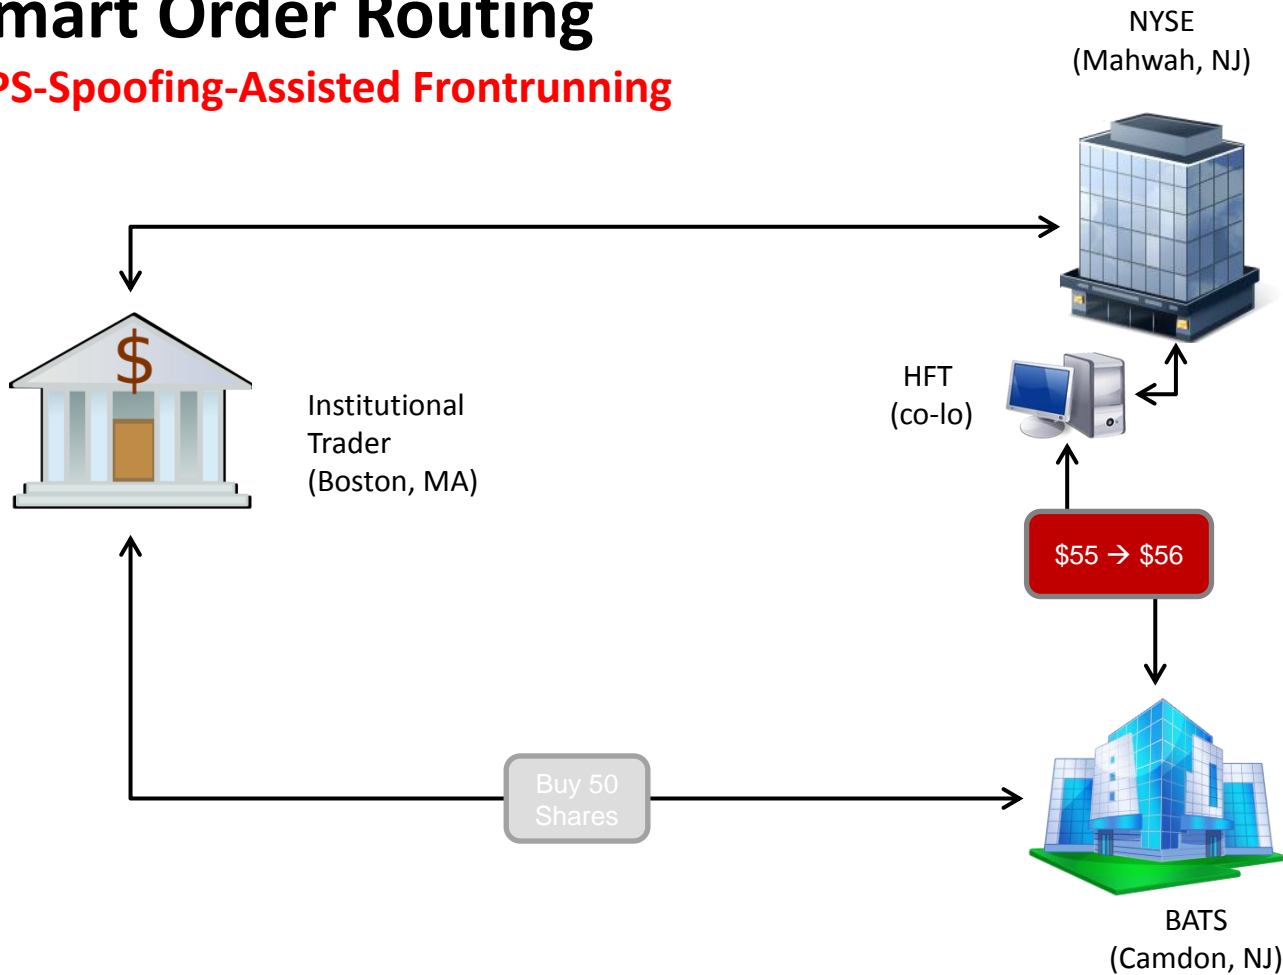 mart Order Routing
PS-Spoofing-Assisted Frontrunning
NYSE
(Mahwah, NJ)
$
Institutional
Trader
(Boston, MA)
HFT
(co-lo)
$55 → $56
Buy 50
Shares
BATS
(Camdon, NJ)